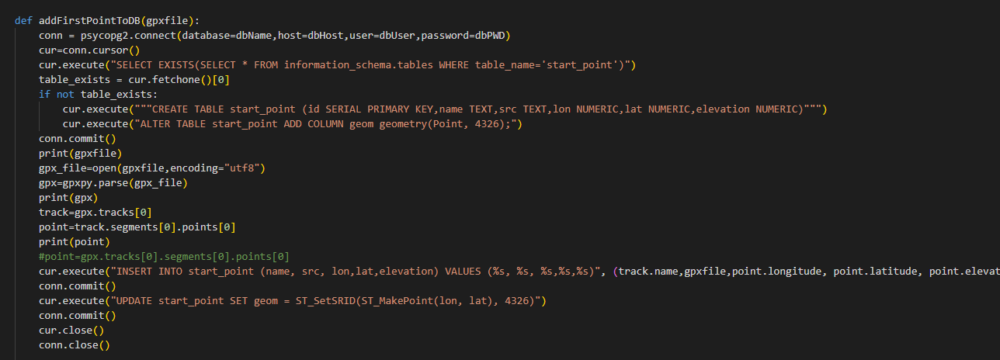 def addFirstPointToDB(gpxfile):
    conn = psycopg2.connect(database=dbName,host=dbHost,user=dbUser,password=dbPWD)
    cur=conn.cursor()
    cur.execute("SELECT EXISTS(SELECT * FROM information_schema.tables WHERE table_name='start_point')")
    table_exists = cur.fetchone()[0]
    if not table_exists:
        cur.execute("""CREATE TABLE start_point (id SERIAL PRIMARY KEY,name TEXT,src TEXT,lon NUMERIC,lat NUMERIC,elevation NUMERIC)""")
        cur.execute("ALTER TABLE start_point ADD COLUMN geom geometry(Point, 4326);")
    conn.commit()
    print(gpxfile)
    gpx_file=open(gpxfile,encoding="utf8")
    gpx=gpxpy.parse(gpx_file)
    print(gpx)
    track=gpx.tracks[0]
    point=track.segments[0].points[0]
    print(point)
    #point=gpx.tracks[0].segments[0].points[0]
    cur.execute("INSERT INTO start_point (name, src, lon,lat,elevation) VALUES (%s, %s, %s,%s,%s)", (track.name,gpxfile,point.longitude, point.latitude, point.elevat
    conn.commit()
    cur.execute("UPDATE start_point SET geom = ST_SetSRID(ST_MakePoint(lon, lat), 4326)")
    conn.commit()
    cur.close()
    conn.close()